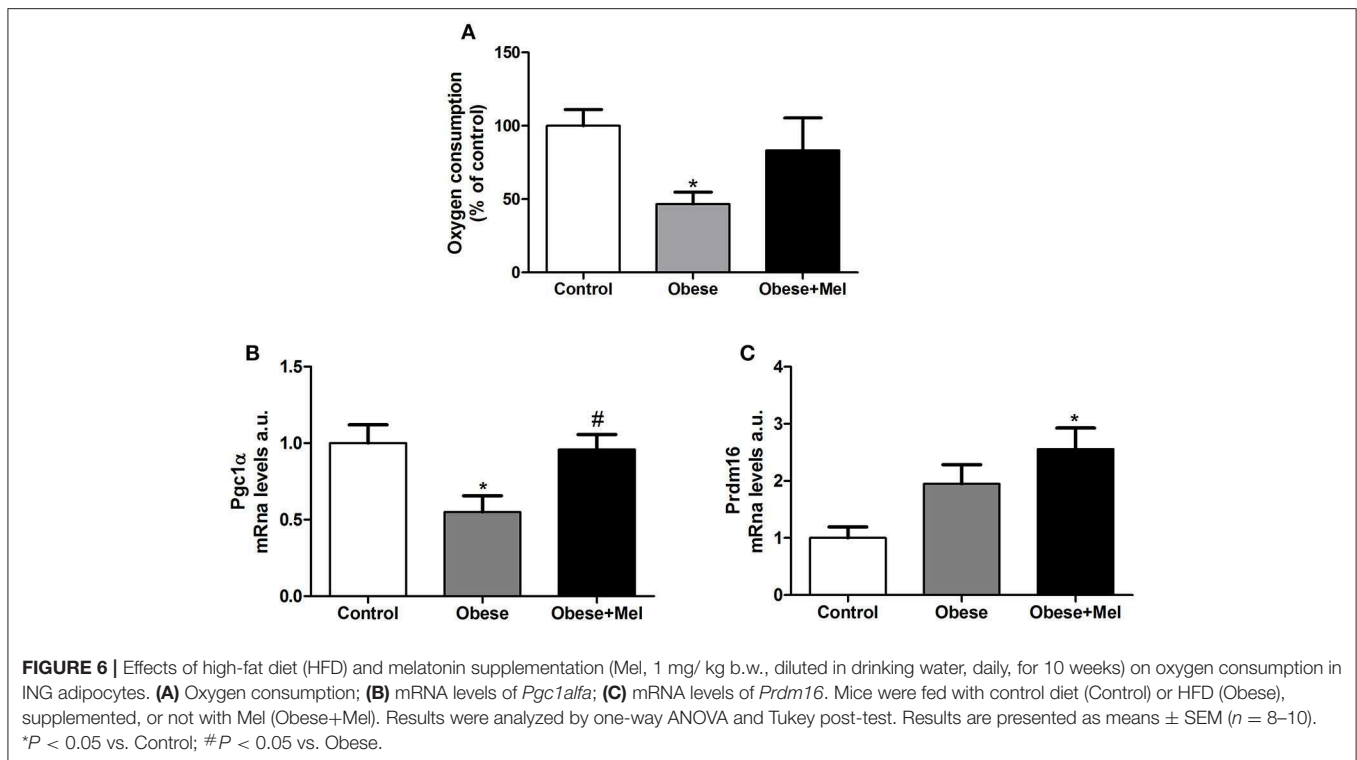 A
150
100
50
0
Oxygen consumption
(% of control)
*
Control Obese Obese+Mel
B
1.5
1.0
0.5
0.0
Pgc1α
mRna levels a.u.
*
#
Control Obese Obese+Mel
C
4
3
2
1
0
Prdm16
mRna levels a.u.
*
Control Obese Obese+Mel
FIGURE 6 | Effects of high-fat diet (HFD) and melatonin supplementation (Mel, 1 mg/ kg b.w., diluted in drinking water, daily, for 10 weeks) on oxygen consumption in
ING adipocytes. (A) Oxygen consumption; (B) mRNA levels of Pgc1alfa; (C) mRNA levels of Prdm16. Mice were fed with control diet (Control) or HFD (Obese),
supplemented, or not with Mel (Obese+Mel). Results were analyzed by one-way ANOVA and Tukey post-test. Results are presented as means ± SEM (n = 8–10).
*P < 0.05 vs. Control; #P < 0.05 vs. Obese.